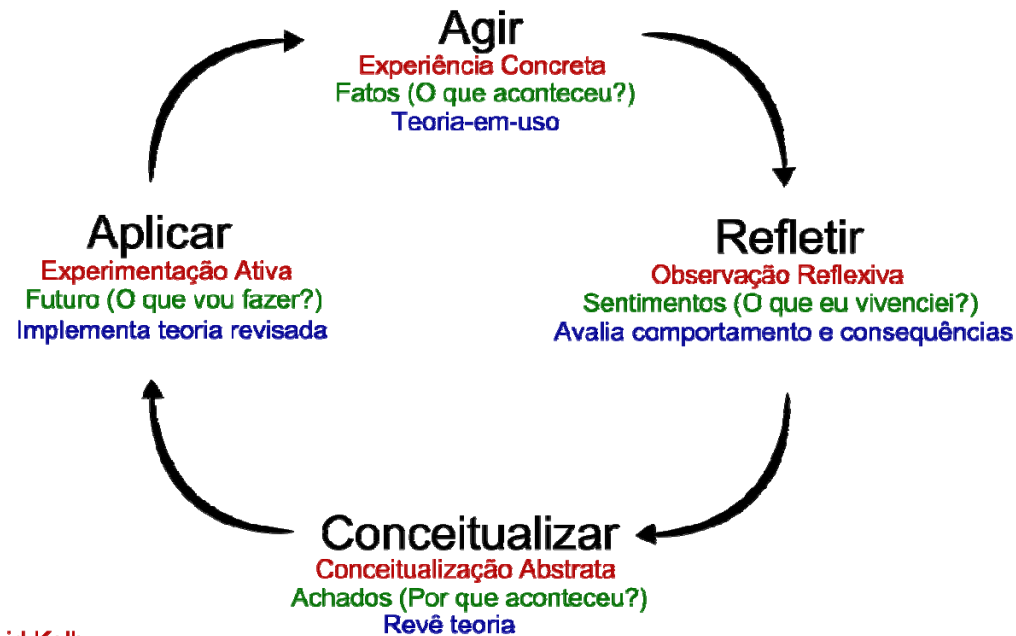 Agir
Experiência Concreta
Fatos (O que aconteceu?)
Teoria-em-uso
Aplicar
Experimentação Ativa
Futuro (O que vou fazer?)
Implementa teoria revisada
Refletir
Observação Reflexiva
Sentimentos (O que eu vivenciei?)
Avalia comportamento e consequências
Conceitualizar
Conceitualização Abstrata
Achados (Por que aconteceu?)
Revê teoria